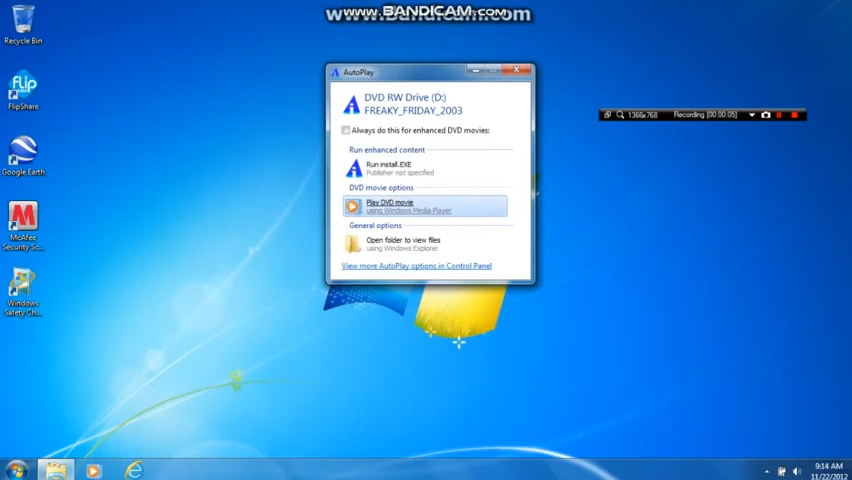 www.BANDICAM.com
Recycle Bin
AutoPlay
DVD RW Drive (D:)
FREAKY_FRIDAY_2003
flip
FlipShare
1366x768
Recording [00:00:05]
Always do this for enhanced DVD movies:
Run enhanced content
Run install.EXE
Publisher not specified
Google Earth
DVD movie options
Play DVD movie
using Windows Media Player
General options
Open folder to view files
using Windows Explorer
McAfee
Security Sc...
View more AutoPlay options in Control Panel
Windows
Safety Ch...
9:14 AM
11/22/2012